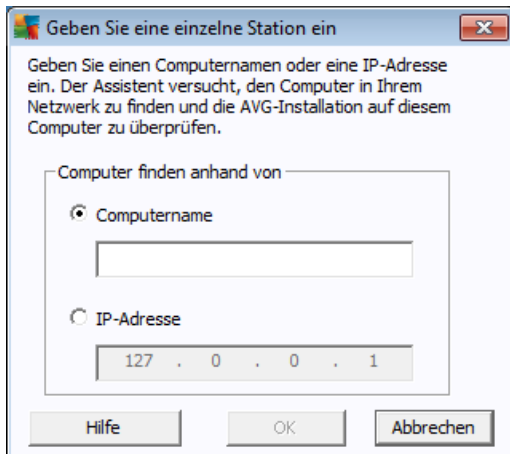 Geben Sie eine einzelne Station ein
Geben Sie einen Computernamen oder eine IP-Adresse
ein. Der Assistent versucht, den Computer in Ihrem
Netzwerk zu finden und die AVG-Installation auf diesem
Computer zu überprüfen.
Computer finden anhand von
Computername
IP-Adresse
127 . 0 . 0 . 1
Hilfe OK Abbrechen